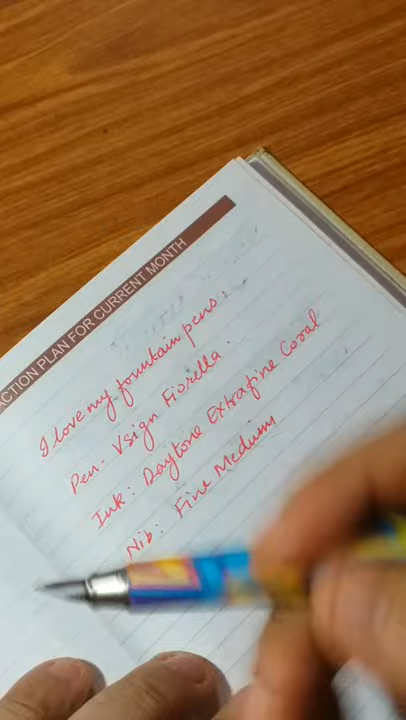 ACTION PLAN FOR CURRENT MONTH
I love my fountain pens.
Pen- Vsign Fiorella.
Ink: Daytone Extrafine Coral
Nib: Fine Medium